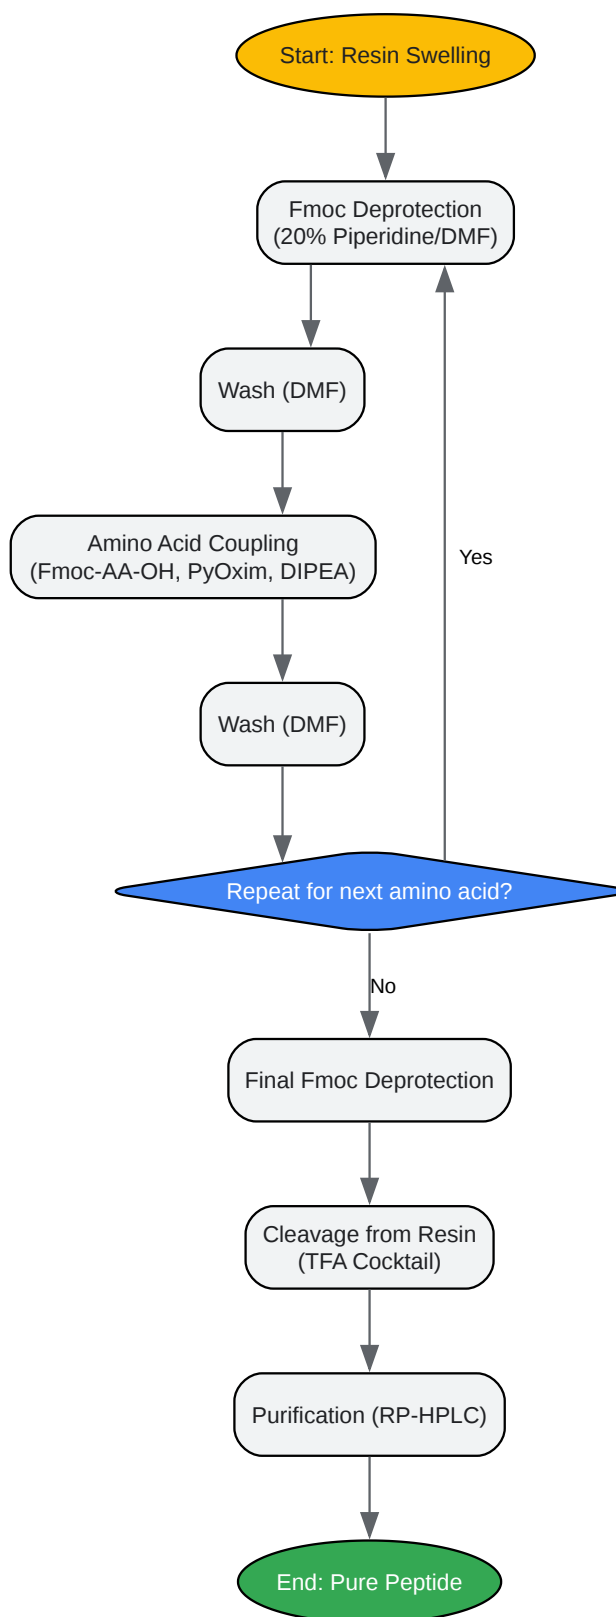 Start: Resin Swelling
Fmoc Deprotection
(20% Piperidine/DMF)
Wash (DMF)
Amino Acid Coupling
(Fmoc-AA-OH, PyOxim, DIPEA)
Yes
Wash (DMF)
Repeat for next amino acid?
No
Final Fmoc Deprotection
Cleavage from Resin
(TFA Cocktail)
Purification (RP-HPLC)
End: Pure Peptide